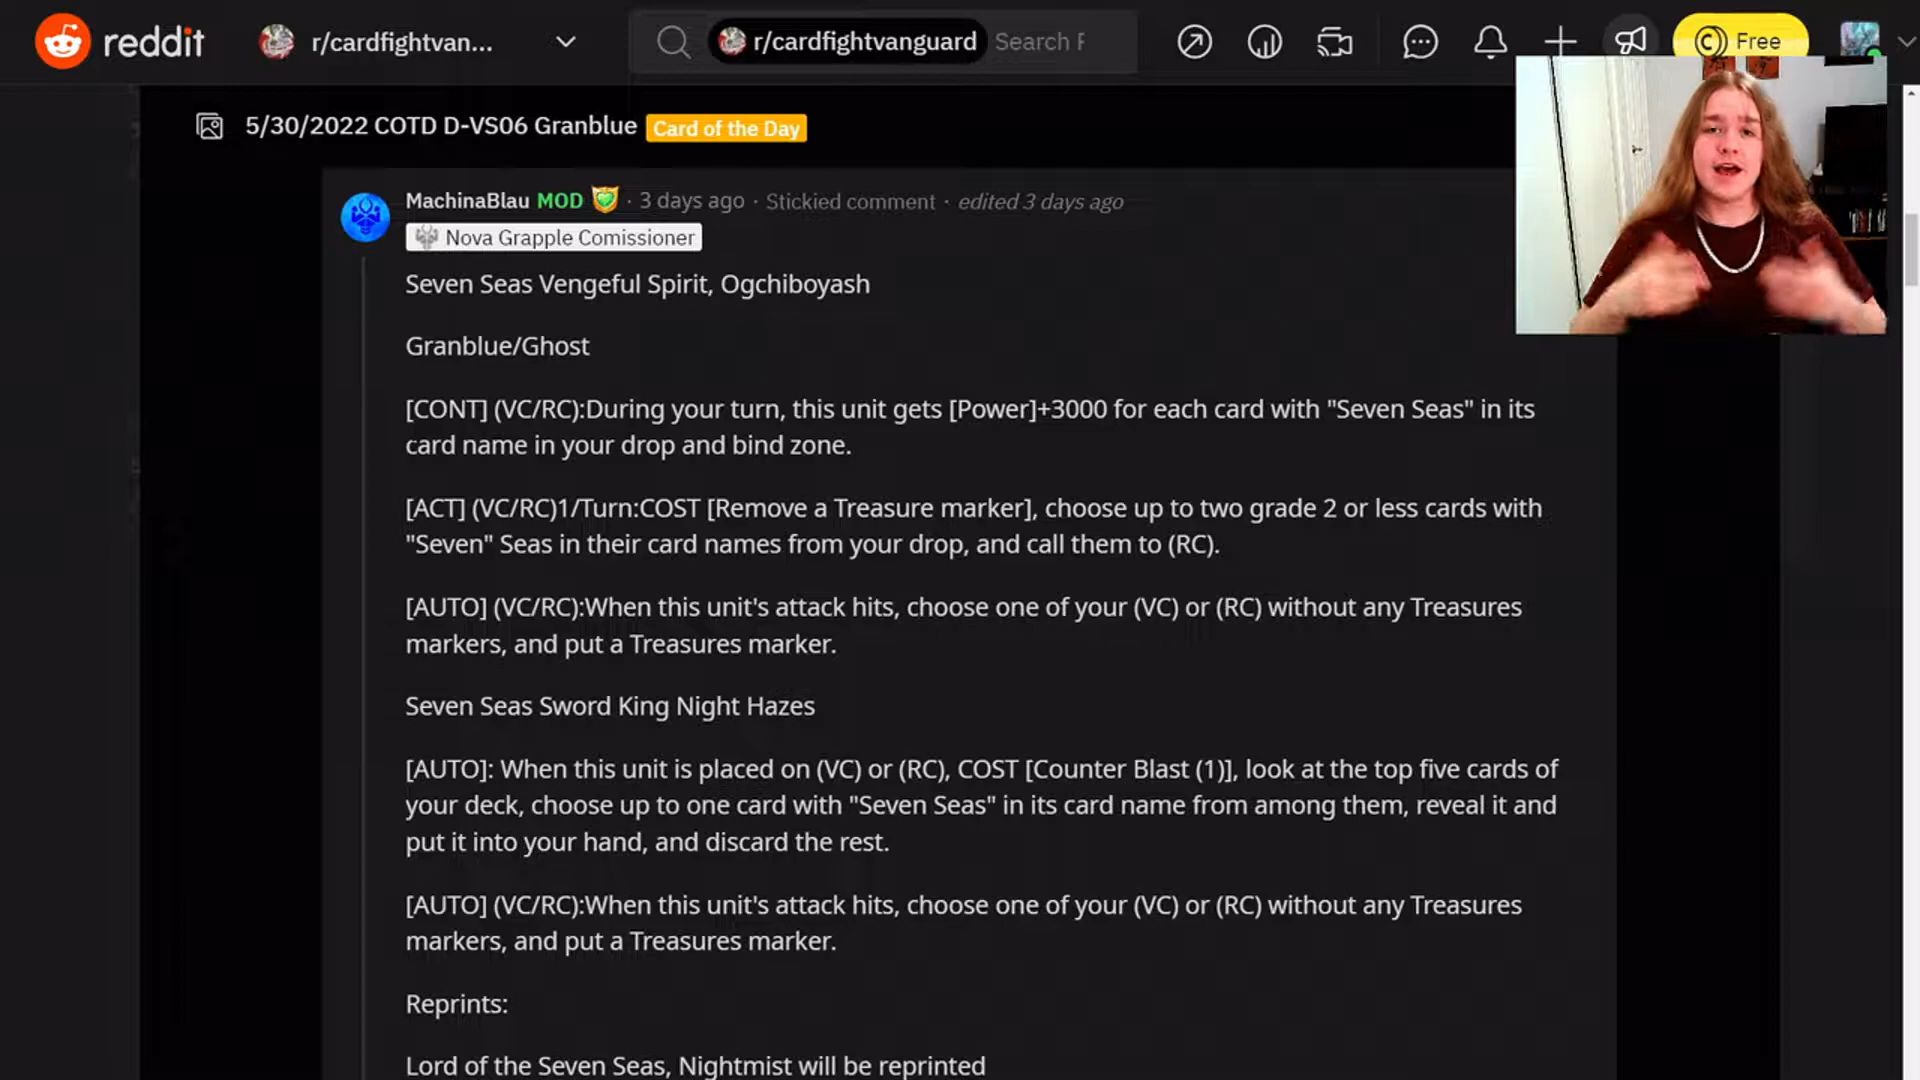 reddit r/cardfightvan... r/cardfightvanguard Search F Free
5/30/2022 COTD D-VS06 Granblue Card of the Day
MachinaBlau MOD · 3 days ago · Stickied comment · edited 3 days ago
Nova Grapple Comissioner
Seven Seas Vengeful Spirit, Ogchiboyash
Granblue/Ghost
[CONT] (VC/RC):During your turn, this unit gets [Power]+3000 for each card with "Seven Seas" in its
card name in your drop and bind zone.
[ACT] (VC/RC)1/Turn:COST [Remove a Treasure marker], choose up to two grade 2 or less cards with
"Seven" Seas in their card names from your drop, and call them to (RC).
[AUTO] (VC/RC):When this unit's attack hits, choose one of your (VC) or (RC) without any Treasures
markers, and put a Treasures marker.
Seven Seas Sword King Night Hazes
[AUTO]: When this unit is placed on (VC) or (RC), COST [Counter Blast (1)], look at the top five cards of
your deck, choose up to one card with "Seven Seas" in its card name from among them, reveal it and
put it into your hand, and discard the rest.
[AUTO] (VC/RC):When this unit's attack hits, choose one of your (VC) or (RC) without any Treasures
markers, and put a Treasures marker.
Reprints:
Lord of the Seven Seas, Nightmist will be reprinted